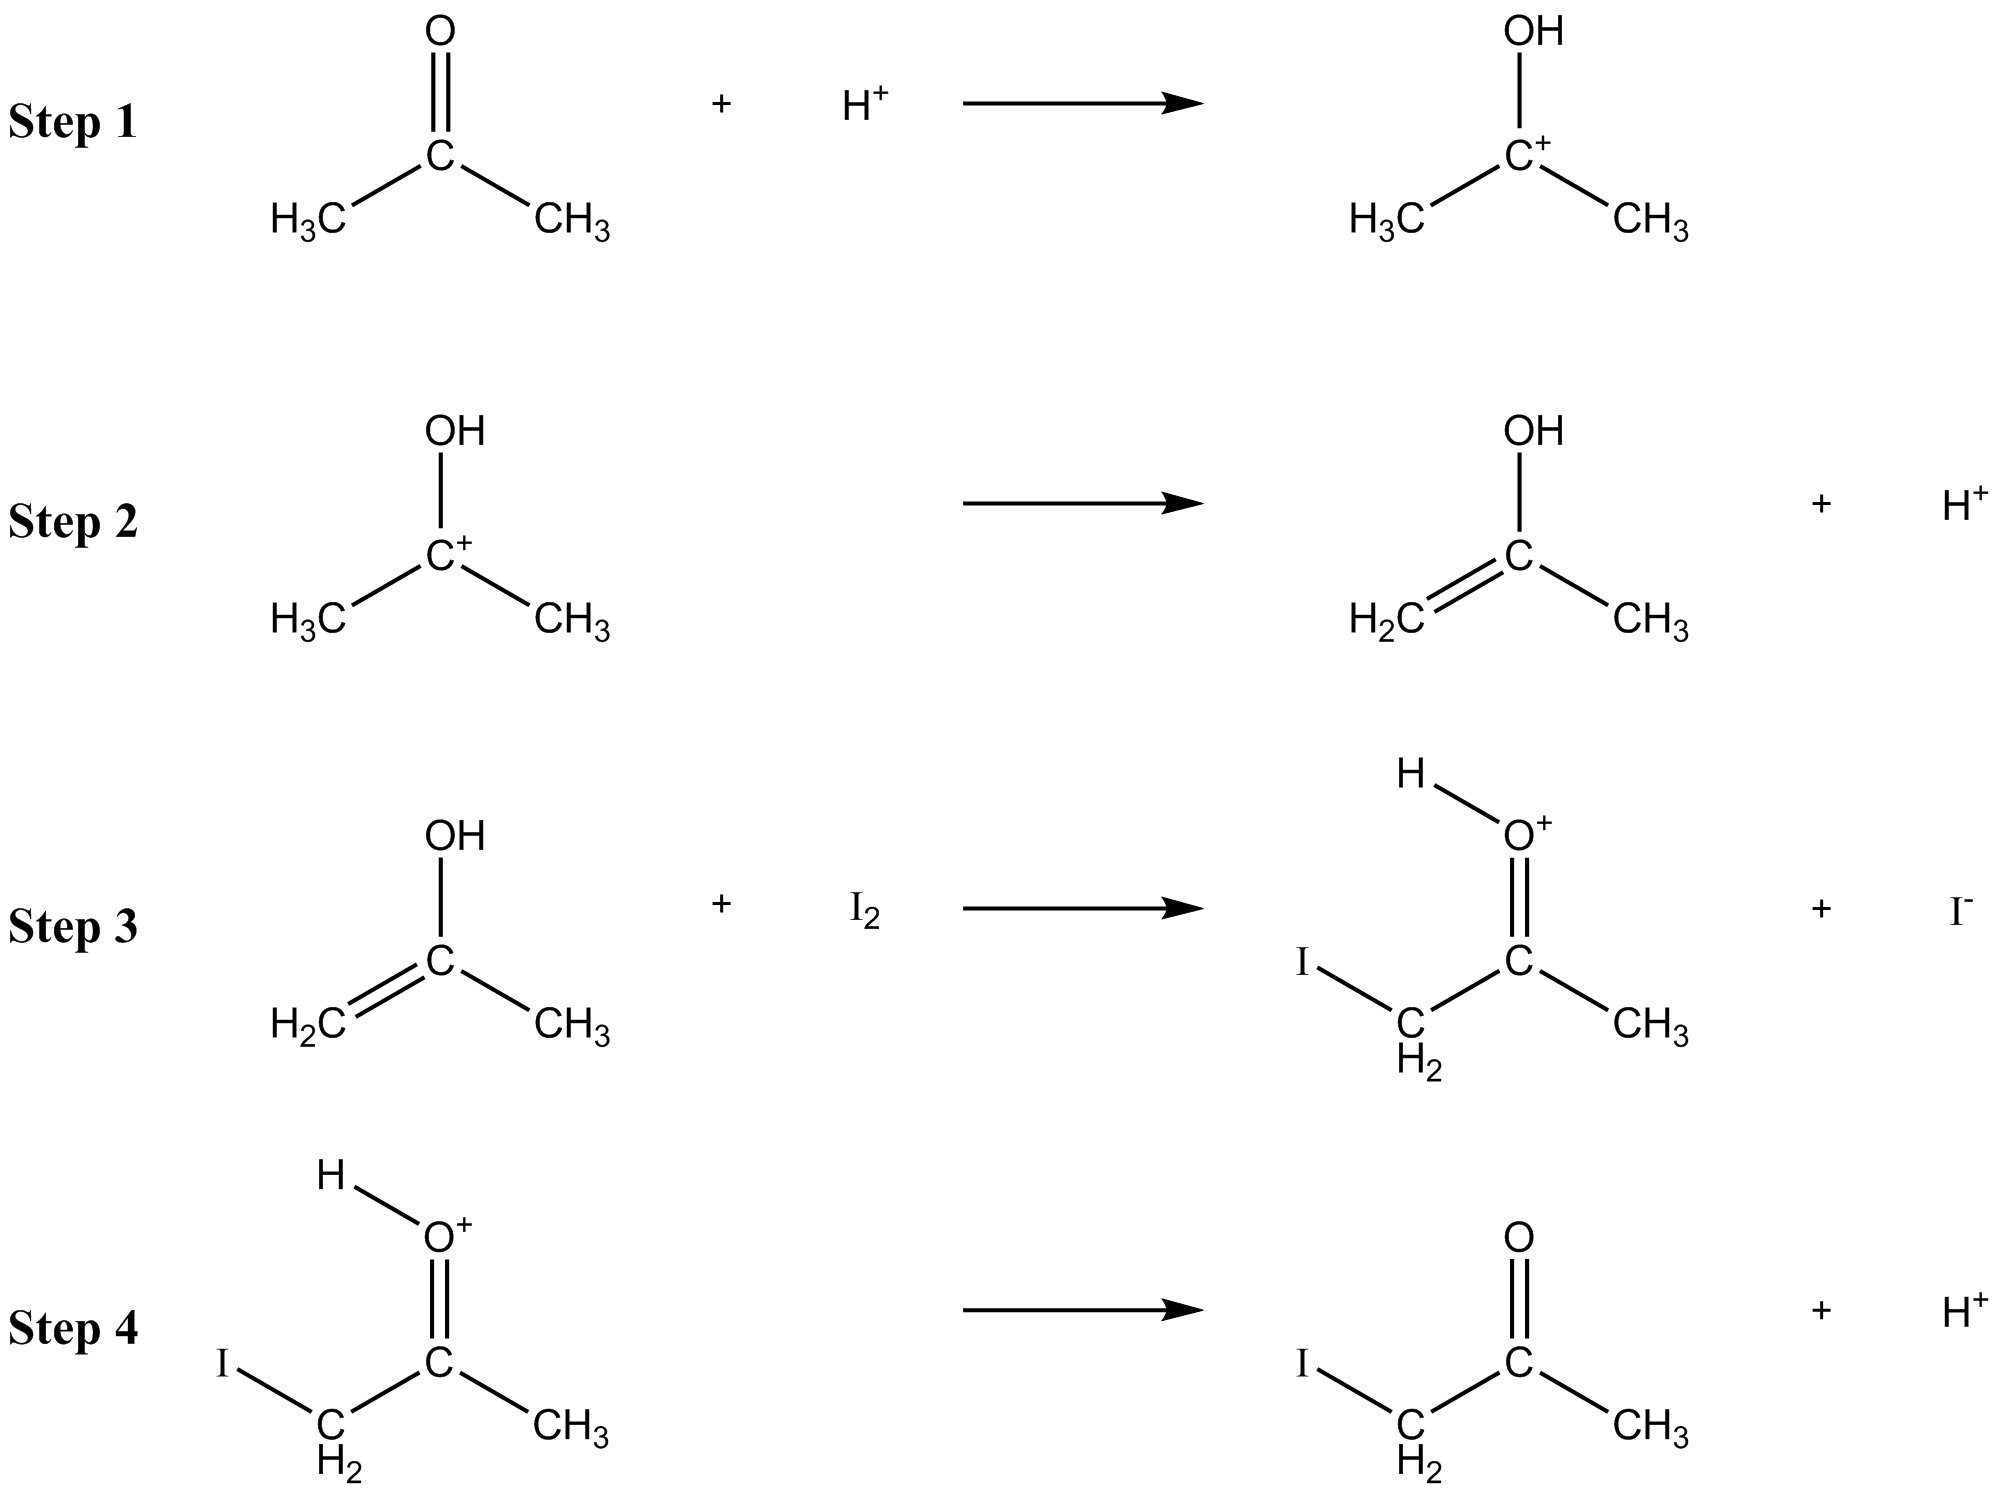 O
OH
Step 1
+
H⁺
C
C⁺
H₃C
CH₃
H₃C
CH₃
OH
OH
Step 2
+
H⁺
C⁺
C
H₃C
CH₃
H₂C
CH₃
H
OH
O⁺
Step 3
+
I₂
+
I⁻
C
I
C
H₂C
CH₃
C
H₂
CH₃
H
O⁺
O
Step 4
+
H⁺
I
C
I
C
C
H₂
CH₃
C
H₂
CH₃